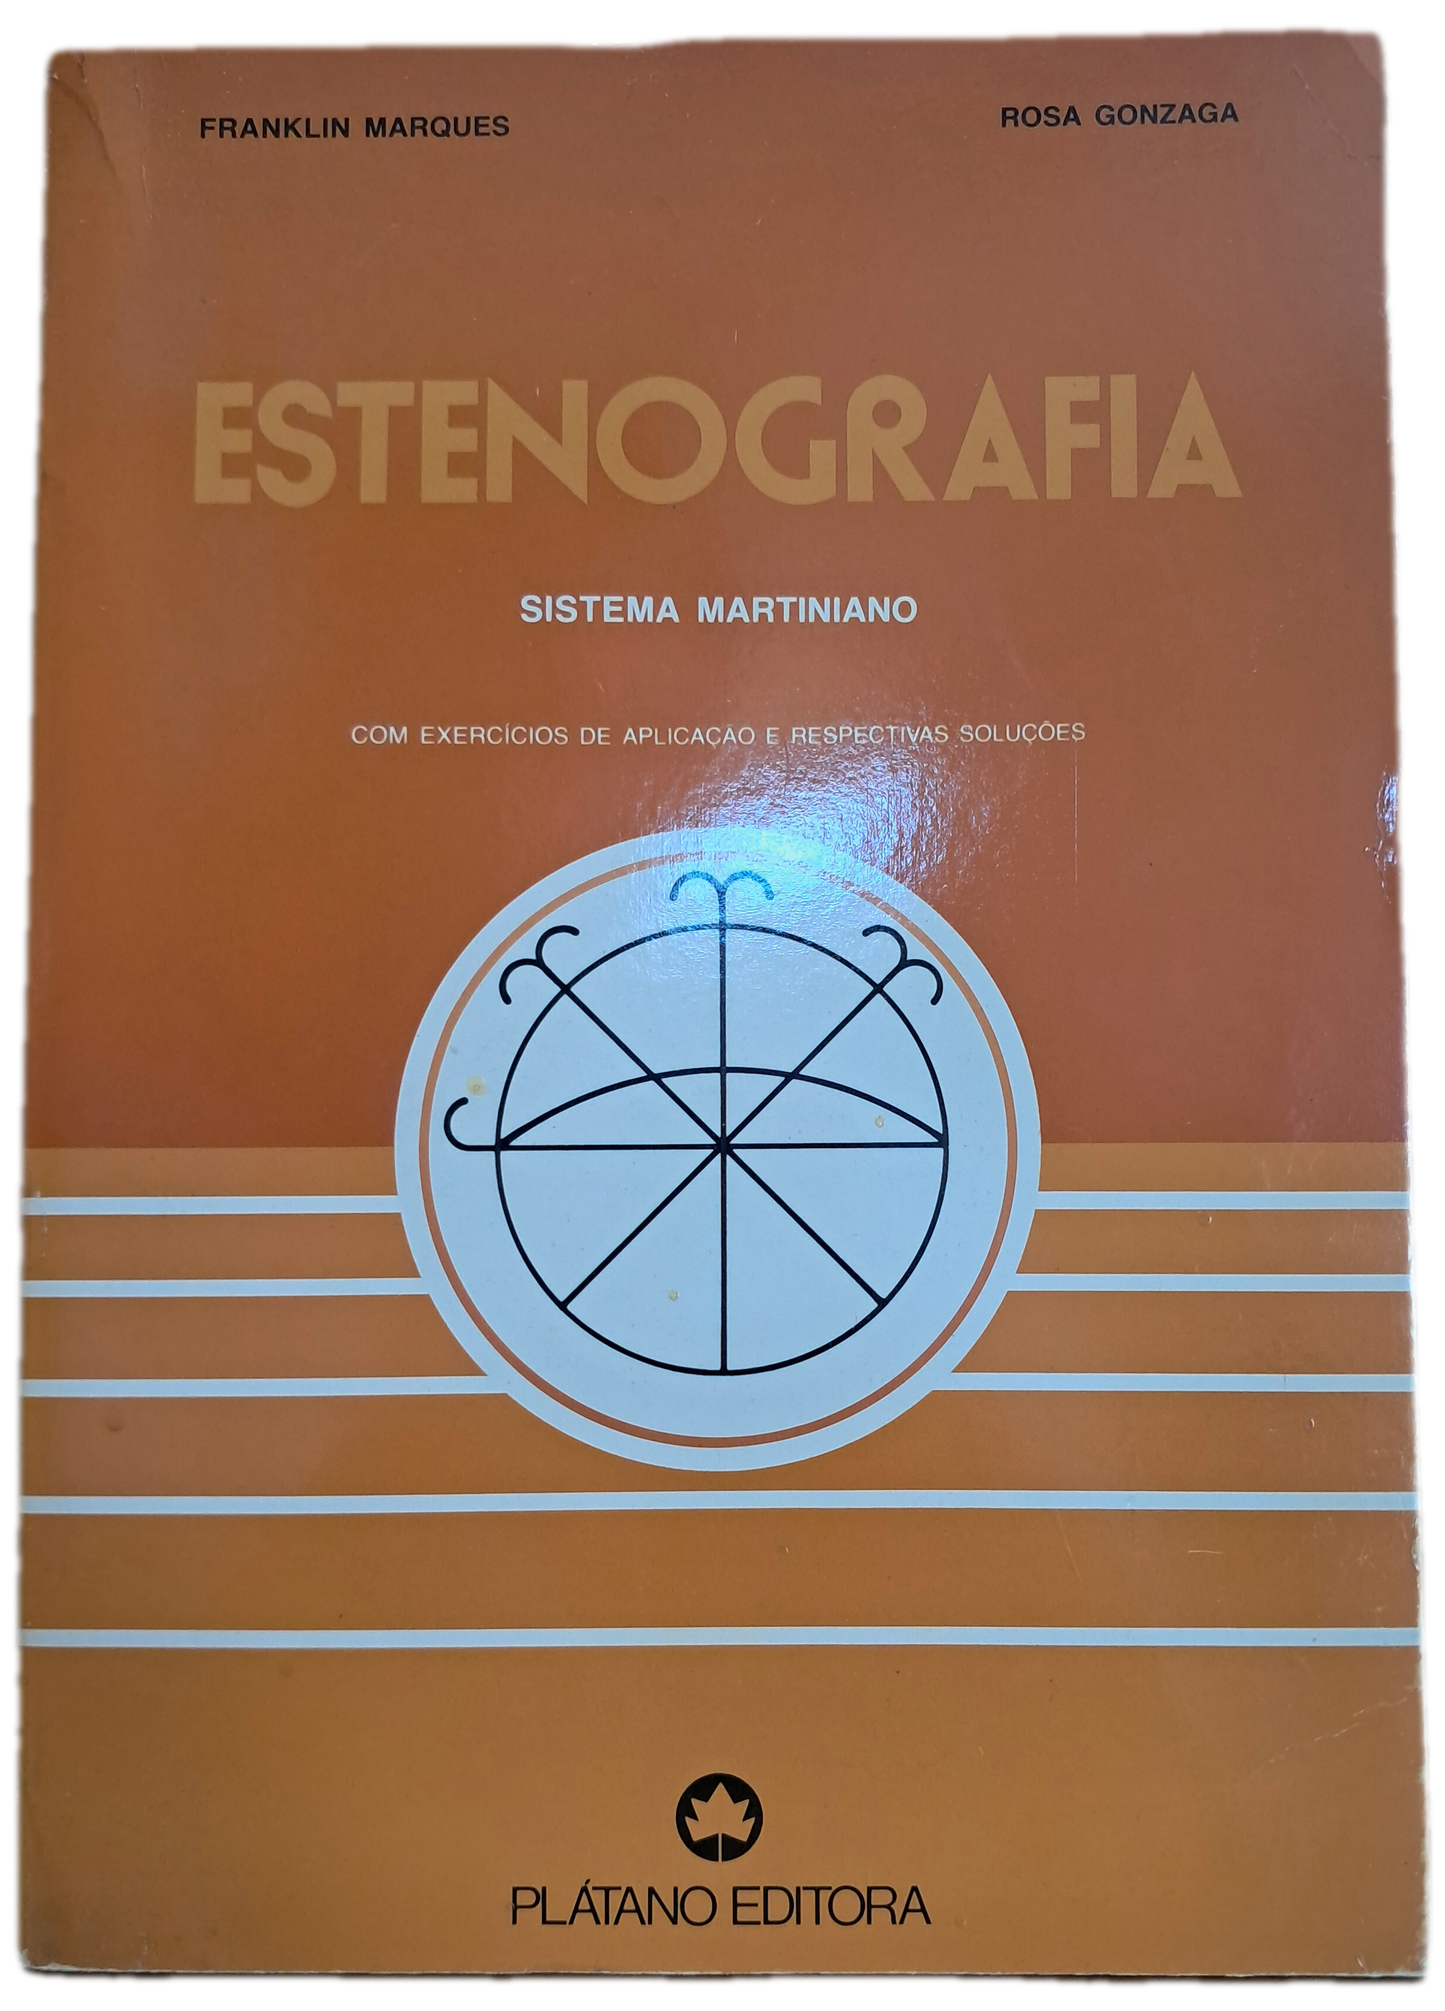 FRANKLIN MARQUES
ROSA GONZAGA
ESTENOGRAFIA
SISTEMA MARTINIANO
COM EXERCÍCIOS DE APLICAÇÃO E RESPECTIVAS SOLUÇÕES
PLÁTANO EDITORA